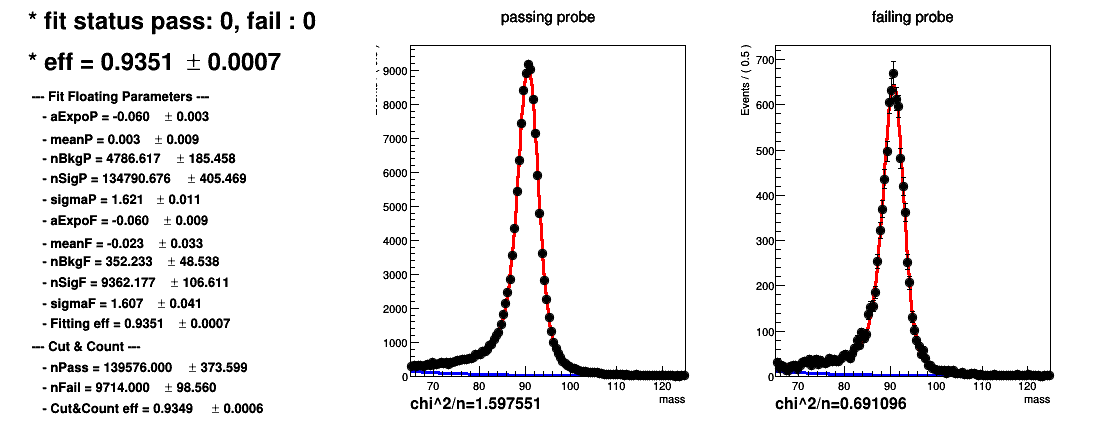 * fit status pass: 0, fail : 0
* eff = 0.9351 ± 0.0007
--- Fit Floating Parameters ---
- aExpoP = -0.060 ± 0.003
- meanP = 0.003 ± 0.009
- nBkgP = 4786.617 ± 185.458
- nSigP = 134790.676 ± 405.469
- sigmaP = 1.621 ± 0.011
- aExpoF = -0.060 ± 0.009
- meanF = -0.023 ± 0.033
- nBkgF = 352.233 ± 48.538
- nSigF = 9362.177 ± 106.611
- sigmaF = 1.607 ± 0.041
- Fitting eff = 0.9351 ± 0.0007
--- Cut & Count ---
- nPass = 139576.000 ± 373.599
- nFail = 9714.000 ± 98.560
- Cut&Count eff = 0.9349 ± 0.0006
passing probe
9000
8000
7000
6000
5000
4000
3000
2000
1000
0
70 80 90 100 110 120
mass
chi^2/n=1.597551
failing probe
Events / ( 0.5 )
700
600
500
400
300
200
100
0
70 80 90 100 110 120
mass
chi^2/n=0.691096